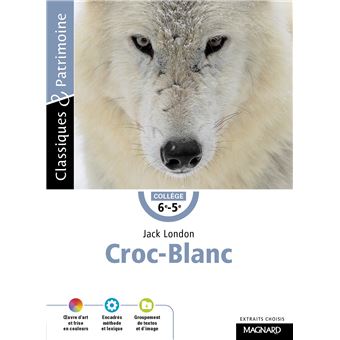 Classiques & Patrimoine
COLLÈGE
6e-5e
Jack London
Croc-Blanc
Œuvre d'art
et frise
en couleurs
Encadrés
méthode
et lexique
Groupement
de textes
et d'image
EXTRAITS CHOISIS
MAGNARD